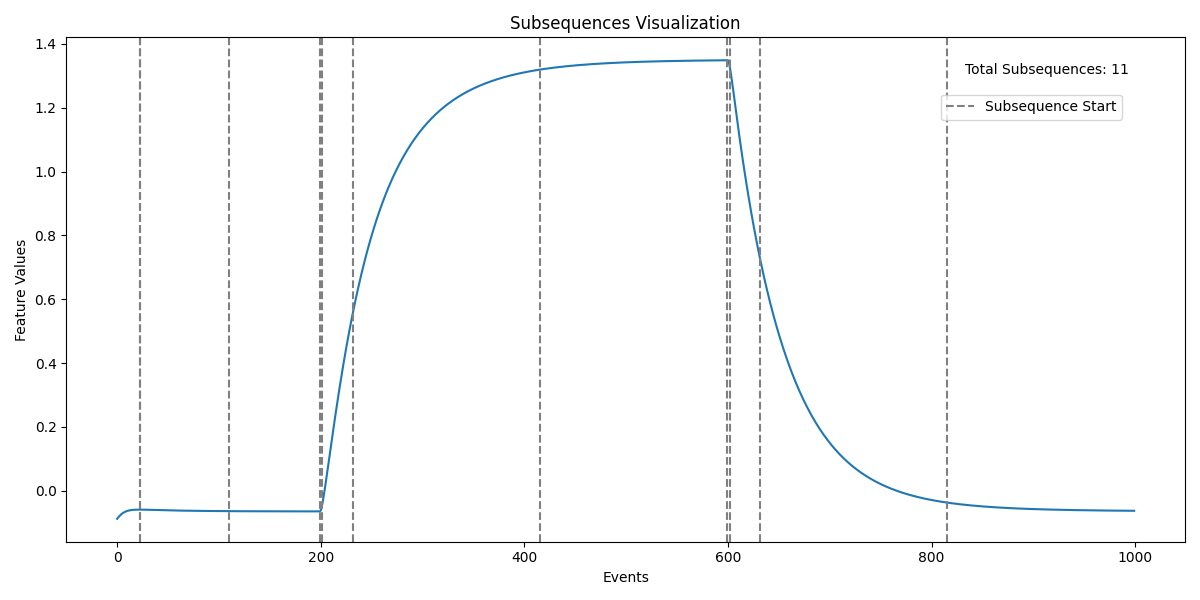 Subsequences Visualization
Total Subsequences: 11
Subsequence Start
Feature Values
1.4
1.2
1.0
0.8
0.6
0.4
0.2
0.0
0
200
400
600
800
1000
Events